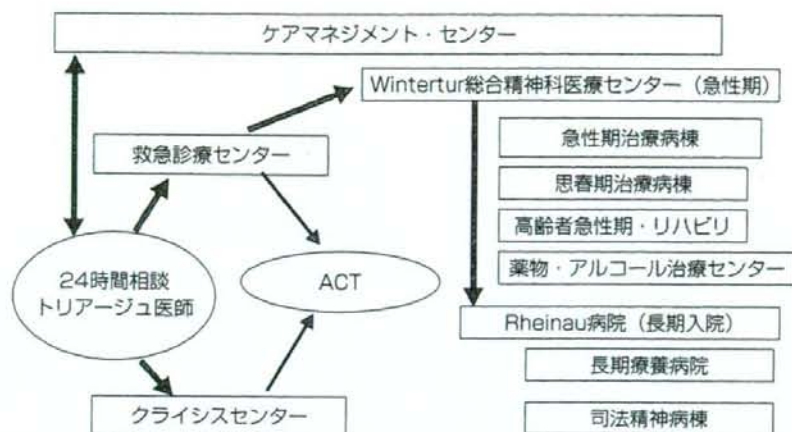 ケアマネジメント・センター
Wintertur総合精神科医療センター（急性期）
救急診療センター
急性期治療病棟
思春期治療病棟
高齢者急性期・リハビリ
薬物・アルコール治療センター
24時間相談
トリアージュ医師
ACT
Rheinau病院（長期入院）
長期療養病院
クライシスセンター
司法精神病棟